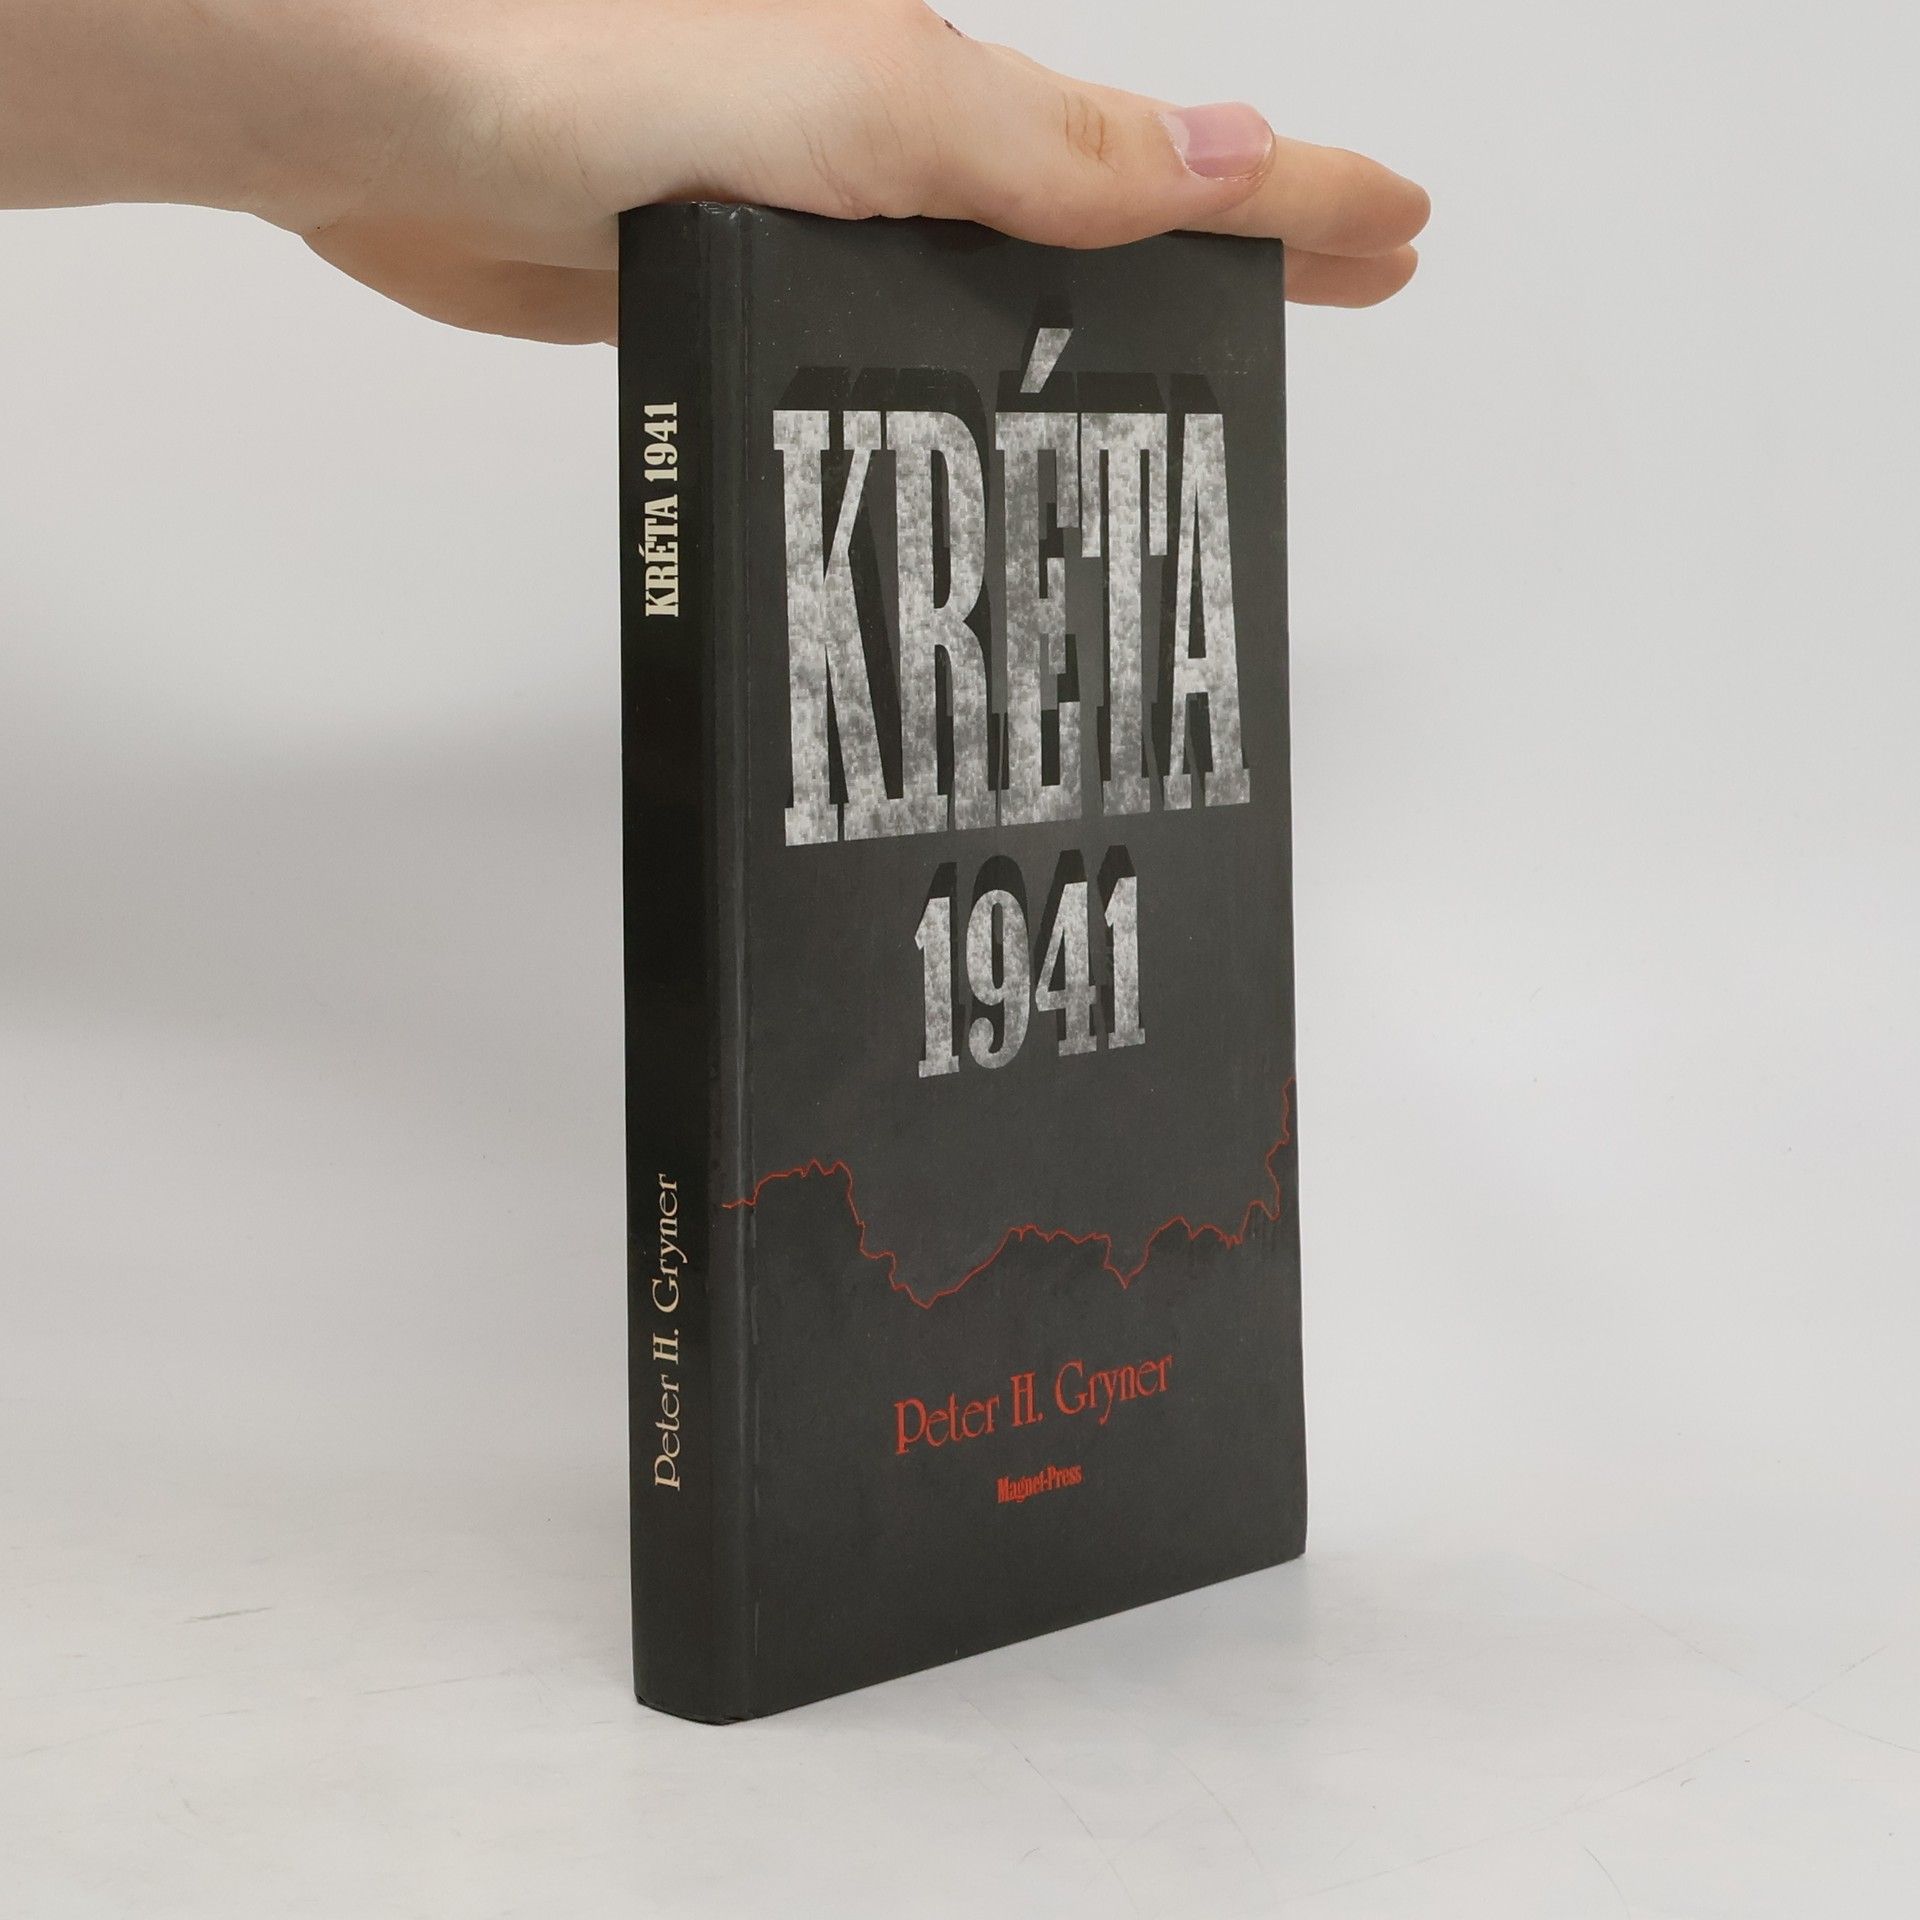 KRÉTA 1941
Peter H. Gryner
KRÉTA
1941
Peter H. Gryner
Magnet-Press